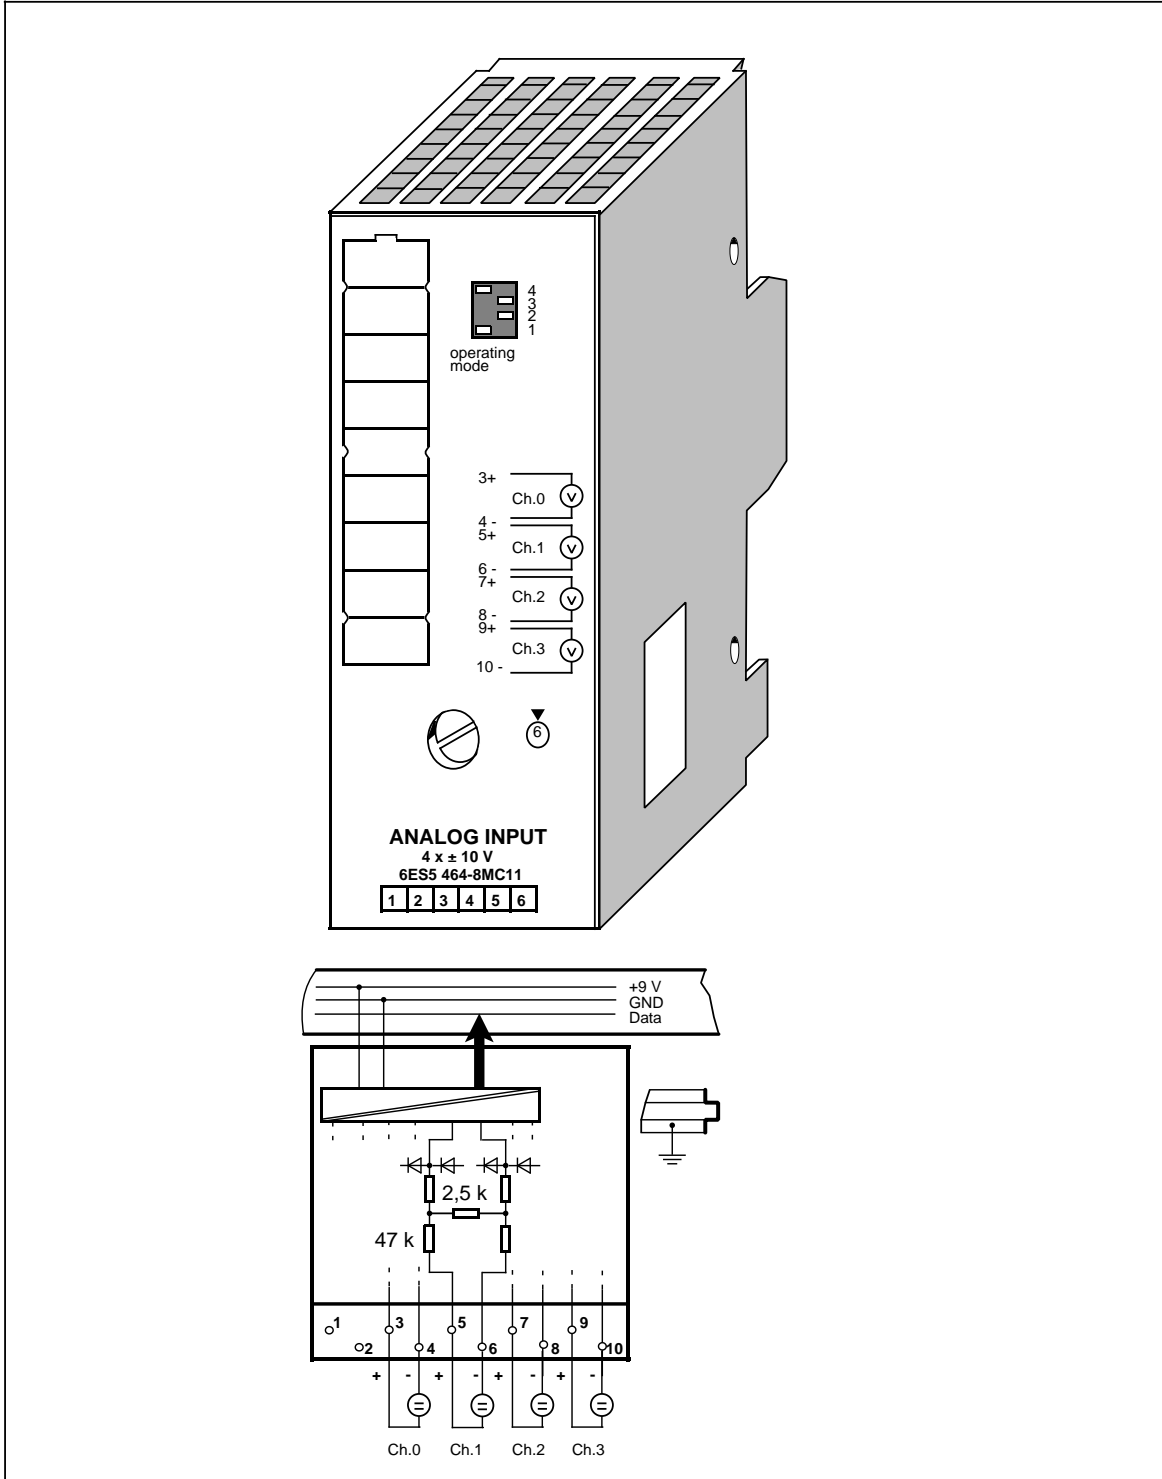 4
3
2
1
operating
mode
3+
Ch.0
4 -
5+
Ch.1
6 -
7+
Ch.2
8 -
9+
Ch.3
10 -
6
ANALOG INPUT
4 x ± 10 V
6ES5 464-8MC11
1 2 3 4 5 6
+9 V
GND
Data
2,5 k
47 k
1 3 5 7 9
2 4 6 8 10
+ - + - + - + -
Ch.0 Ch.1 Ch.2 Ch.3